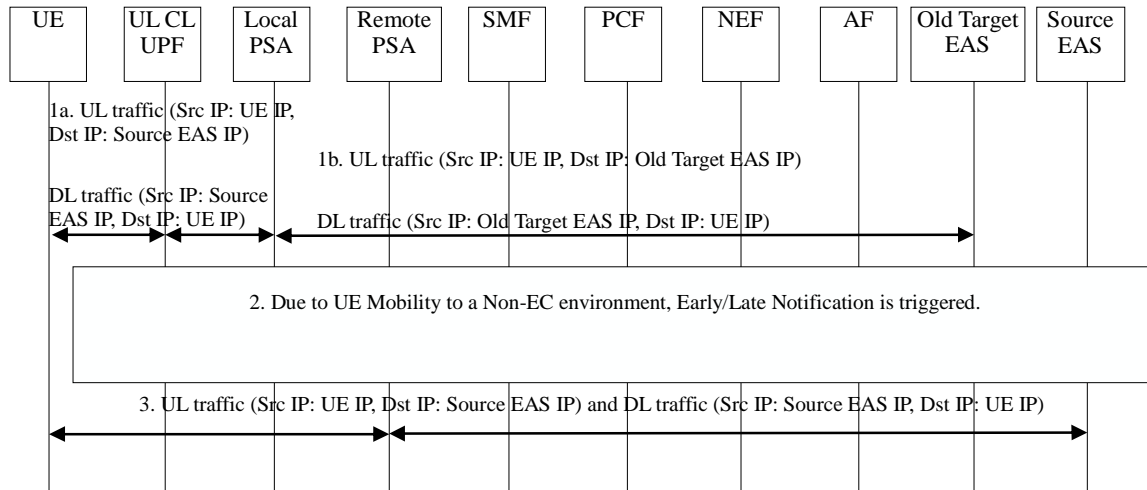 UE
UL CL
UPF
Local
PSA
Remote
PSA
SMF
PCF
NEF
AF
Old Target
EAS
Source
EAS
1a. UL traffic (Src IP: UE IP,
Dst IP: Source EAS IP)
1b. UL traffic (Src IP: UE IP, Dst IP: Old Target EAS IP)
DL traffic (Src IP: Source
EAS IP, Dst IP: UE IP)
DL traffic (Src IP: Old Target EAS IP, Dst IP: UE IP)
2. Due to UE Mobility to a Non-EC environment, Early/Late Notification is triggered.
3. UL traffic (Src IP: UE IP, Dst IP: Source EAS IP) and DL traffic (Src IP: Source EAS IP, Dst IP: UE IP)